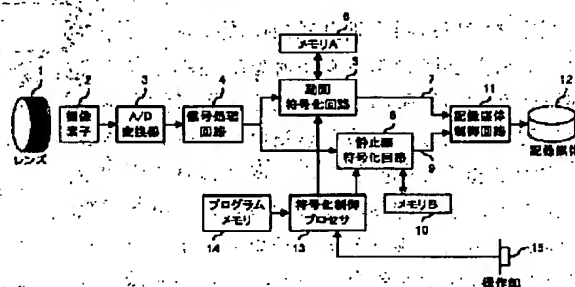 1
レンズ
2
撮像
素子
3
A/D
変換器
4
信号処理
回路
6
メモリA
5
動画
符号化回路
7
8
静止画
符号化回路
9
メモリB
10
11
記録媒体
制御回路
12
記録媒体
プログラム
メモリ
14
符号化制御
プロセサ
13
15
操作部